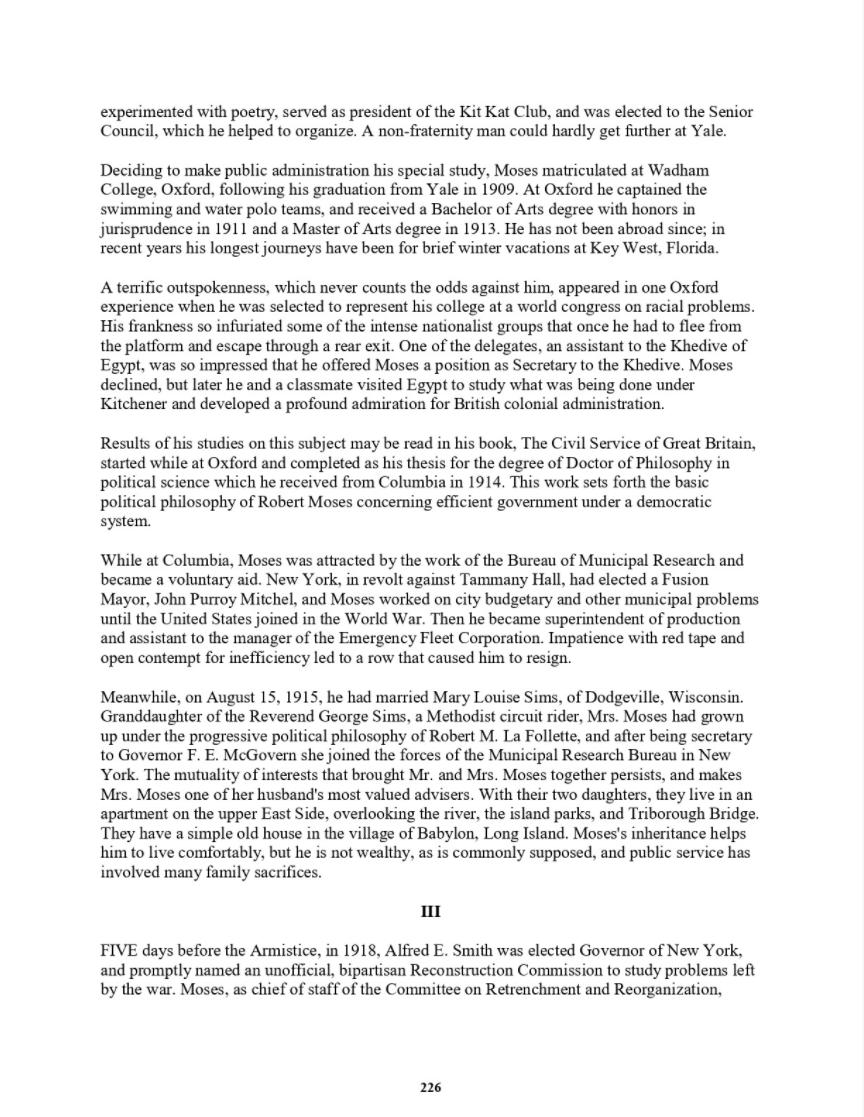 experimented with poetry, served as president of the Kit Kat Club, and was elected to the Senior
Council, which he helped to organize. A non-fraternity man could hardly get further at Yale.
Deciding to make public administration his special study, Moses matriculated at Wadham
College, Oxford, following his graduation from Yale in 1909. At Oxford he captained the
swimming and water polo teams, and received a Bachelor of Arts degree with honors in
jurisprudence in 1911 and a Master of Arts degree in 1913. He has not been abroad since; in
recent years his longest journeys have been for brief winter vacations at Key West, Florida.
A terrific outspokenness, which never counts the odds against him, appeared in one Oxford
experience when he was selected to represent his college at a world congress on racial problems.
His frankness so infuriated some of the intense nationalist groups that once he had to flee from
the platform and escape through a rear exit. One of the delegates, an assistant to the Khedive of
Egypt, was so impressed that he offered Moses a position as Secretary to the Khedive. Moses
declined, but later he and a classmate visited Egypt to study what was being done under
Kitchener and developed a profound admiration for British colonial administration.
Results of his studies on this subject may be read in his book, The Civil Service of Great Britain,
started while at Oxford and completed as his thesis for the degree of Doctor of Philosophy in
political science which he received from Columbia in 1914. This work sets forth the basic
political philosophy of Robert Moses concerning efficient government under a democratic
system.
While at Columbia, Moses was attracted by the work of the Bureau of Municipal Research and
became a voluntary aid. New York, in revolt against Tammany Hall, had elected a Fusion
Mayor, John Purroy Mitchel, and Moses worked on city budgetary and other municipal problems
until the United States joined in the World War. Then he became superintendent of production
and assistant to the manager of the Emergency Fleet Corporation. Impatience with red tape and
open contempt for inefficiency led to a row that caused him to resign.
Meanwhile, on August 15, 1915, he had married Mary Louise Sims, of Dodgeville, Wisconsin.
Granddaughter of the Reverend George Sims, a Methodist circuit rider, Mrs. Moses had grown
up under the progressive political philosophy of Robert M. La Follette, and after being secretary
to Governor F. E. McGovern she joined the forces of the Municipal Research Bureau in New
York. The mutuality of interests that brought Mr. and Mrs. Moses together persists, and makes
Mrs. Moses one of her husband's most valued advisers. With their two daughters, they live in an
apartment on the upper East Side, overlooking the river, the island parks, and Triborough Bridge.
They have a simple old house in the village of Babylon, Long Island. Moses's inheritance helps
him to live comfortably, but he is not wealthy, as is commonly supposed, and public service has
involved many family sacrifices.
III
FIVE days before the Armistice, in 1918, Alfred E. Smith was elected Governor of New York,
and promptly named an unofficial, bipartisan Reconstruction Commission to study problems left
by the war. Moses, as chief of staff of the Committee on Retrenchment and Reorganization,
226